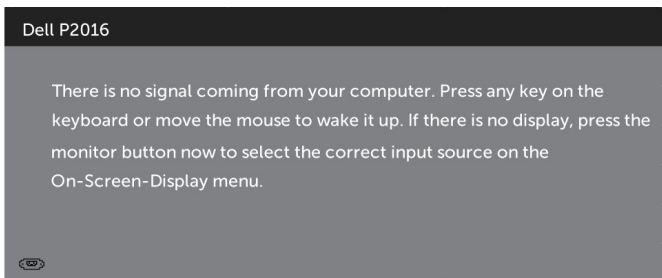 Dell P2016
There is no signal coming from your computer. Press any key on the
keyboard or move the mouse to wake it up. If there is no display, press the
monitor button now to select the correct input source on the
On-Screen-Display menu.